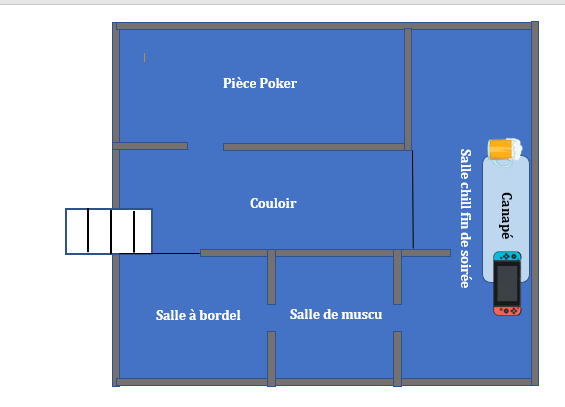 Pièce Poker
Couloir
Salle chill fin de soirée
Canapé
Salle à bordel
Salle de muscu